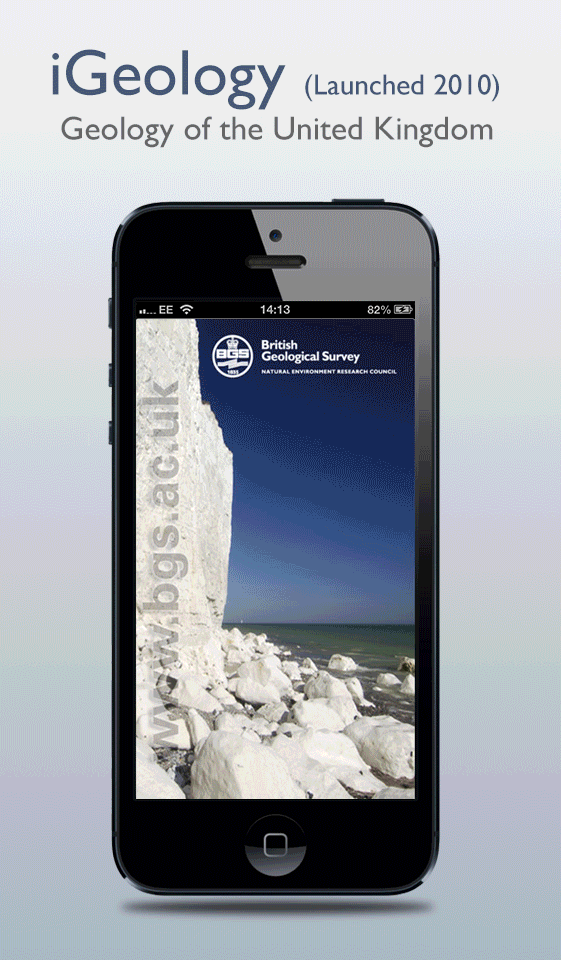 iGeology (Launched 2010)
Geology of the United Kingdom
EE 14:13 82%
BGS
1835
British
Geological Survey
NATURAL ENVIRONMENT RESEARCH COUNCIL
www.bgs.ac.uk